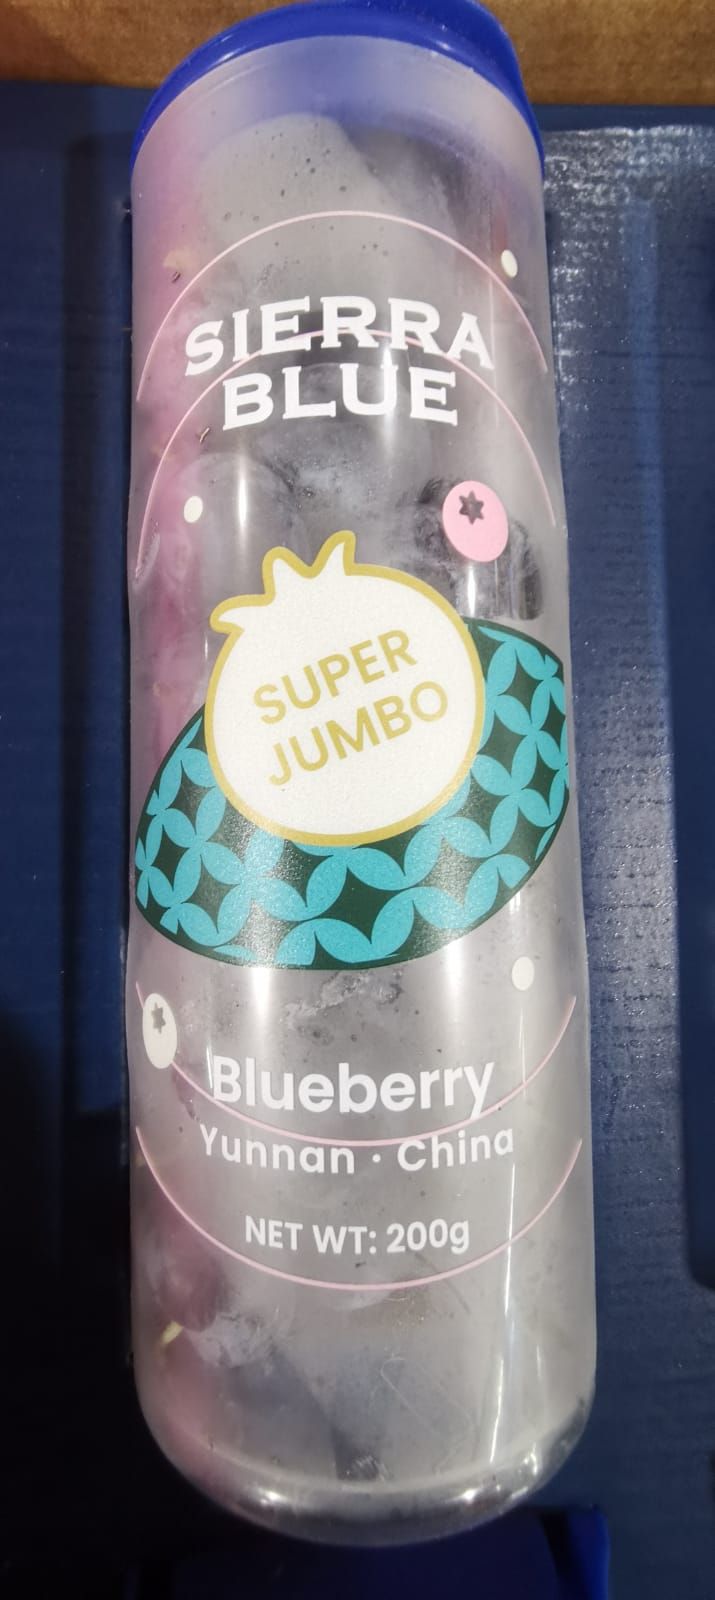 SIERRA
BLUE
SUPER
JUMBO
Blueberry
Yunnan · China
NET WT: 200g